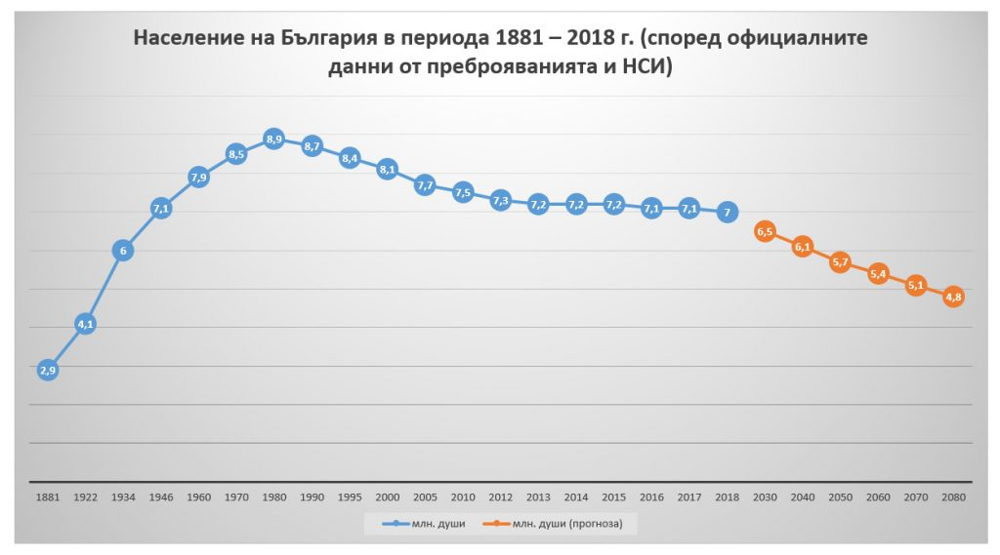 Население на България в периода 1881 – 2018 г. (според официалните
данни от преброяванията и НСИ)
2,9 4,1 6 7,1 7,9 8,5 8,9 8,7 8,4 8,1 7,7 7,5 7,3 7,2 7,2 7,2 7,1 7,1 7 6,5 6,1 5,7 5,4 5,1 4,8
1881 1922 1934 1946 1960 1970 1980 1990 1995 2000 2005 2010 2012 2013 2014 2015 2016 2017 2018 2030 2040 2050 2060 2070 2080
млн. души млн. души (прогноза)